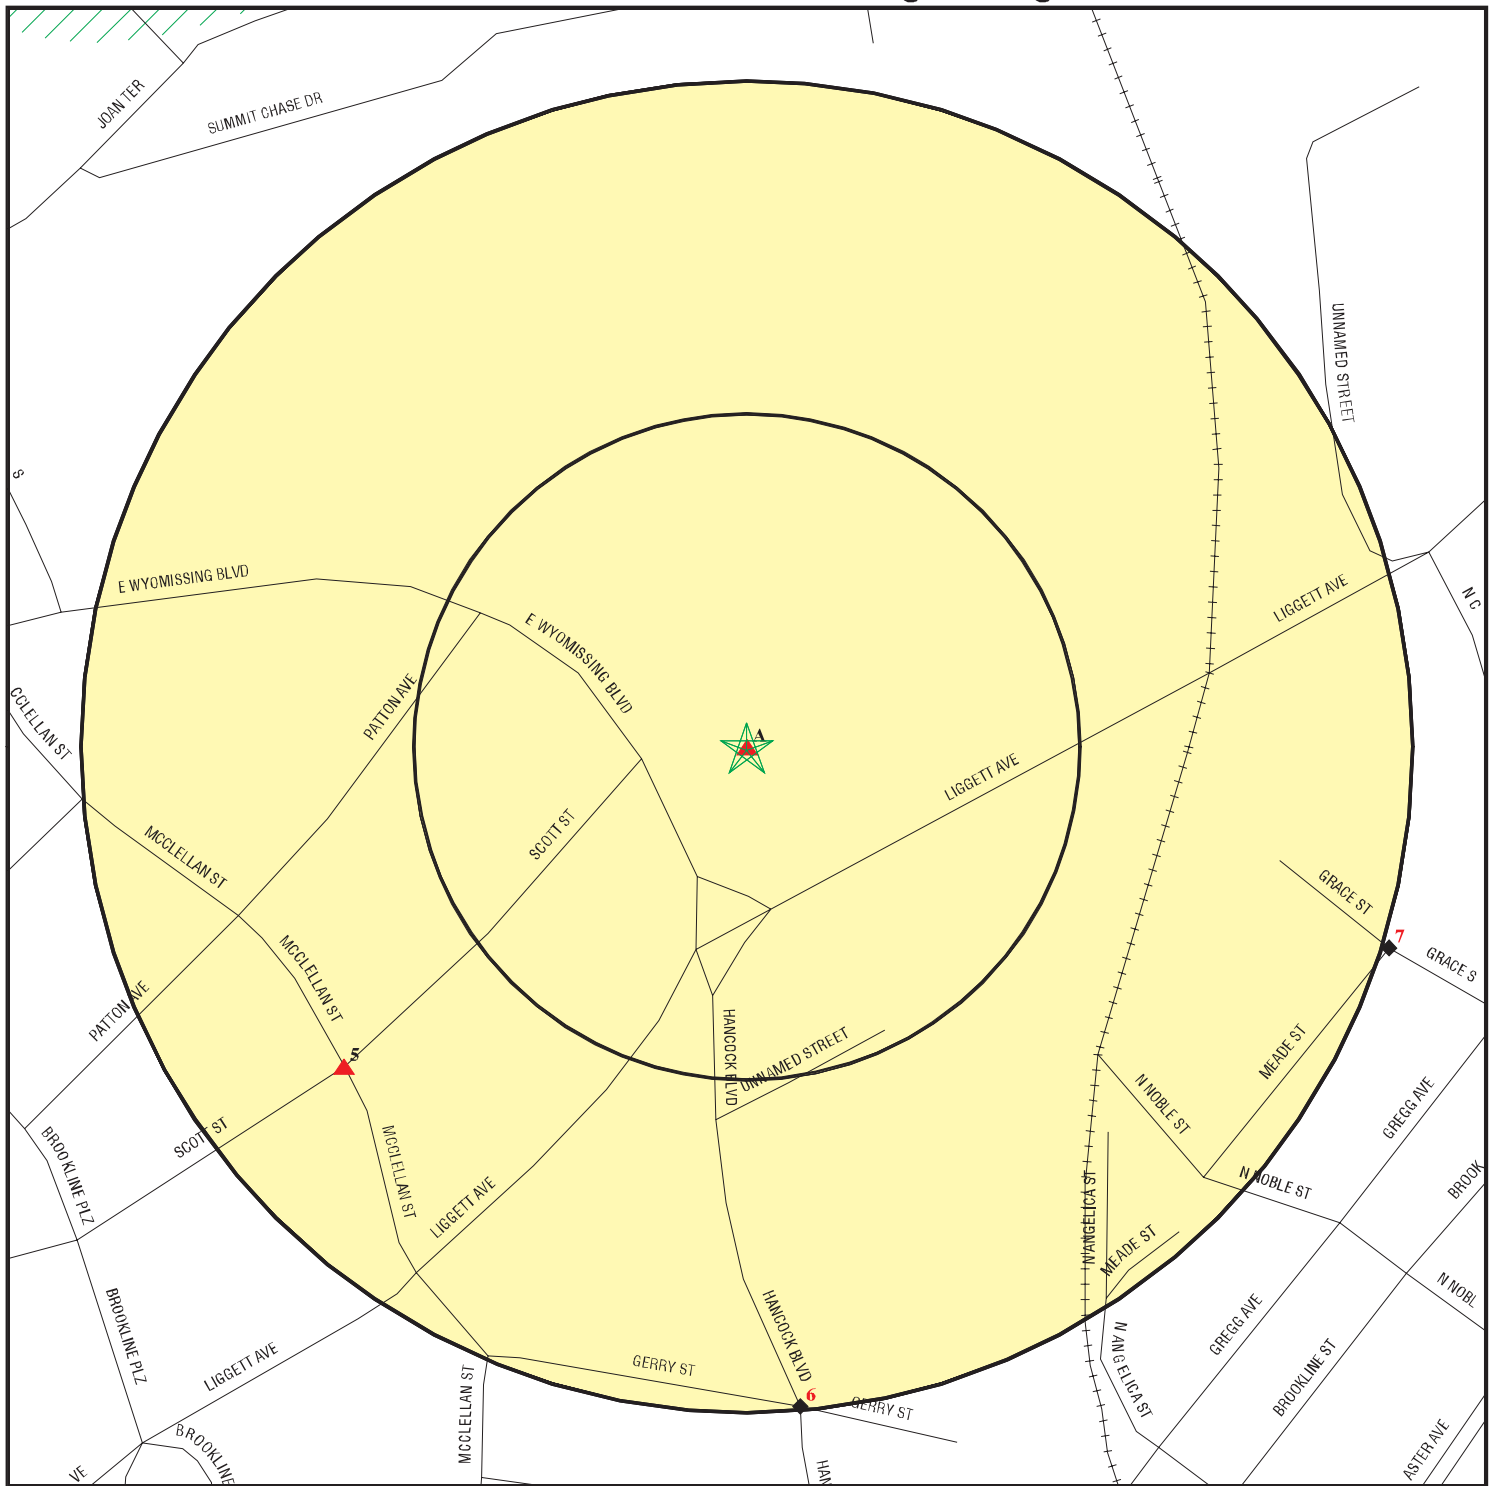 JOAN TER
SUMMIT CHASE DR
UNNAMED STREET
S
E WYOMISSING BLVD
E WYOMISSING BLVD
LIGGETT AVE
N C
CCLELLAN ST
PATTON AVE
A
LIGGETT AVE
MCCLELLAN ST
SCOTT ST
GRACE ST
7
GRACE S
MCCLELLAN ST
PATTON AVE
5
HANCOCK BLVD
UNNAMED STREET
MEADE ST
N NOBLE ST
GREGG AVE
BROOKLINE PLZ
SCOTT ST
MCCLELLAN ST
LIGGETT AVE
N ANGELICA ST
MEADE ST
N NOBLE ST
BROOK
N NOBL
BROOKLINE PLZ
HANCOCK BLVD
GREGG AVE
LIGGETT AVE
GERRY ST
6
GERRY ST
N ANGELICA ST
BROOKLINE ST
MCCLELLAN ST
BROOKLINE
VE
HAN
ASTER AVE